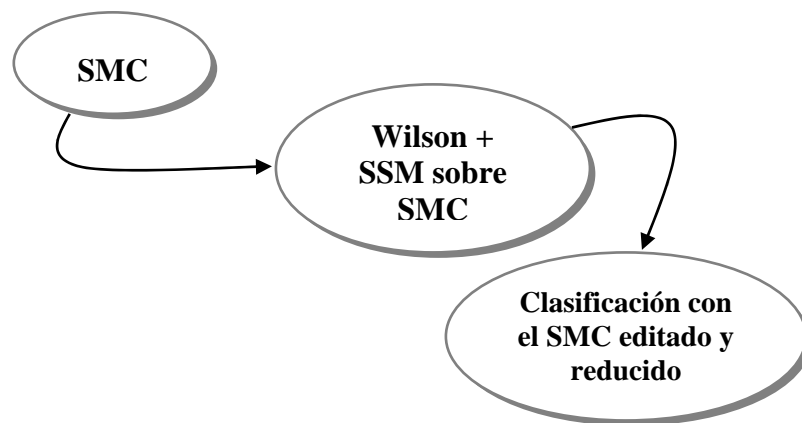 SMC
Wilson +
SSM sobre
SMC
Clasificación con
el SMC editado y
reducido